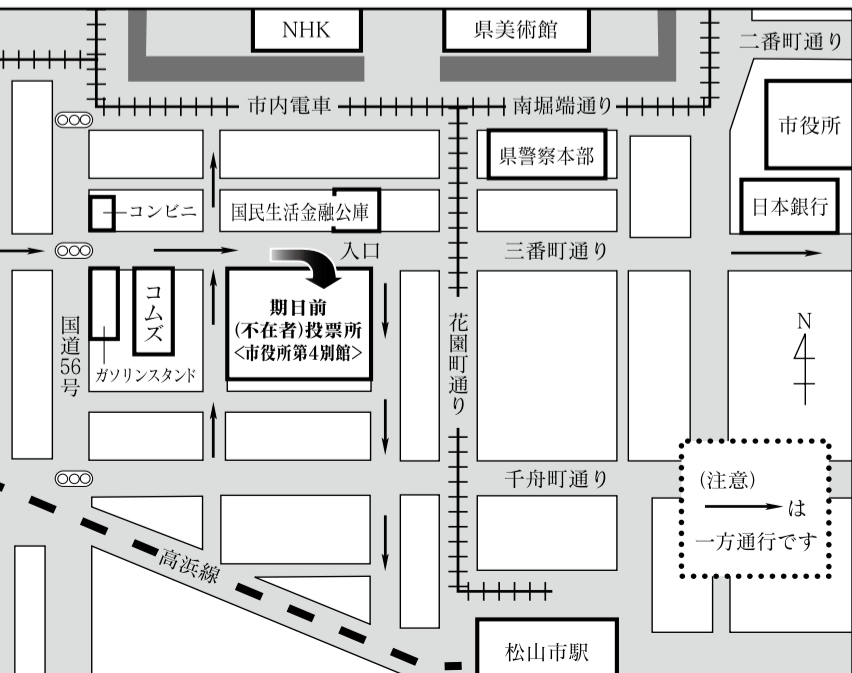 NHK
県美術館
二番町通り
市内電車
南堀端通り
市役所
県警察本部
コンビニ
国民生活金融公庫
日本銀行
入口
三番町通り
コムズ
期日前
(不在者)投票所
<市役所第4別館>
国道56号
花園町通り
N
ガソリンスタンド
千舟町通り
(注意)
は
一方通行です
高浜線
松山市駅